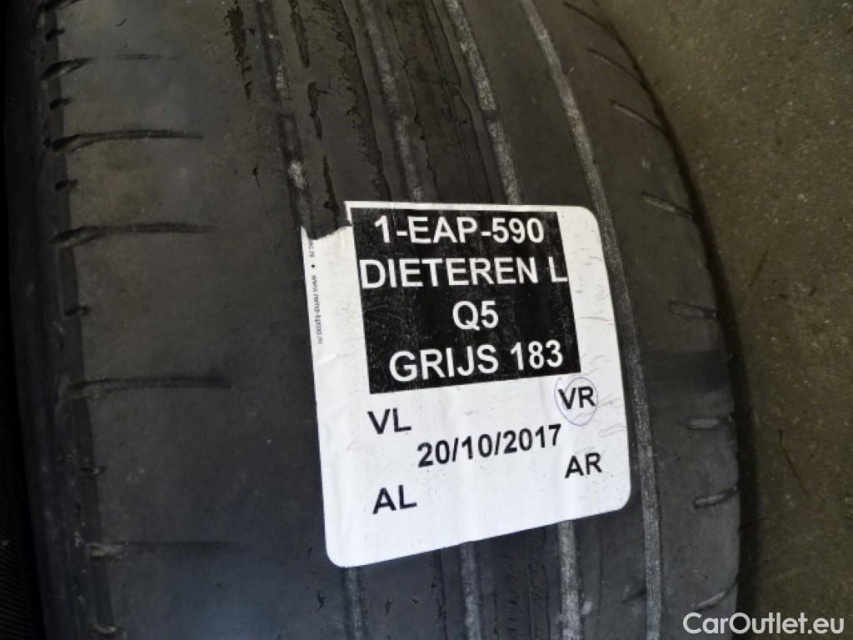 1-EAP-590
DIETEREN L
Q5
GRIJS 183
VL VR
20/10/2017
AL AR
CarOutlet.eu